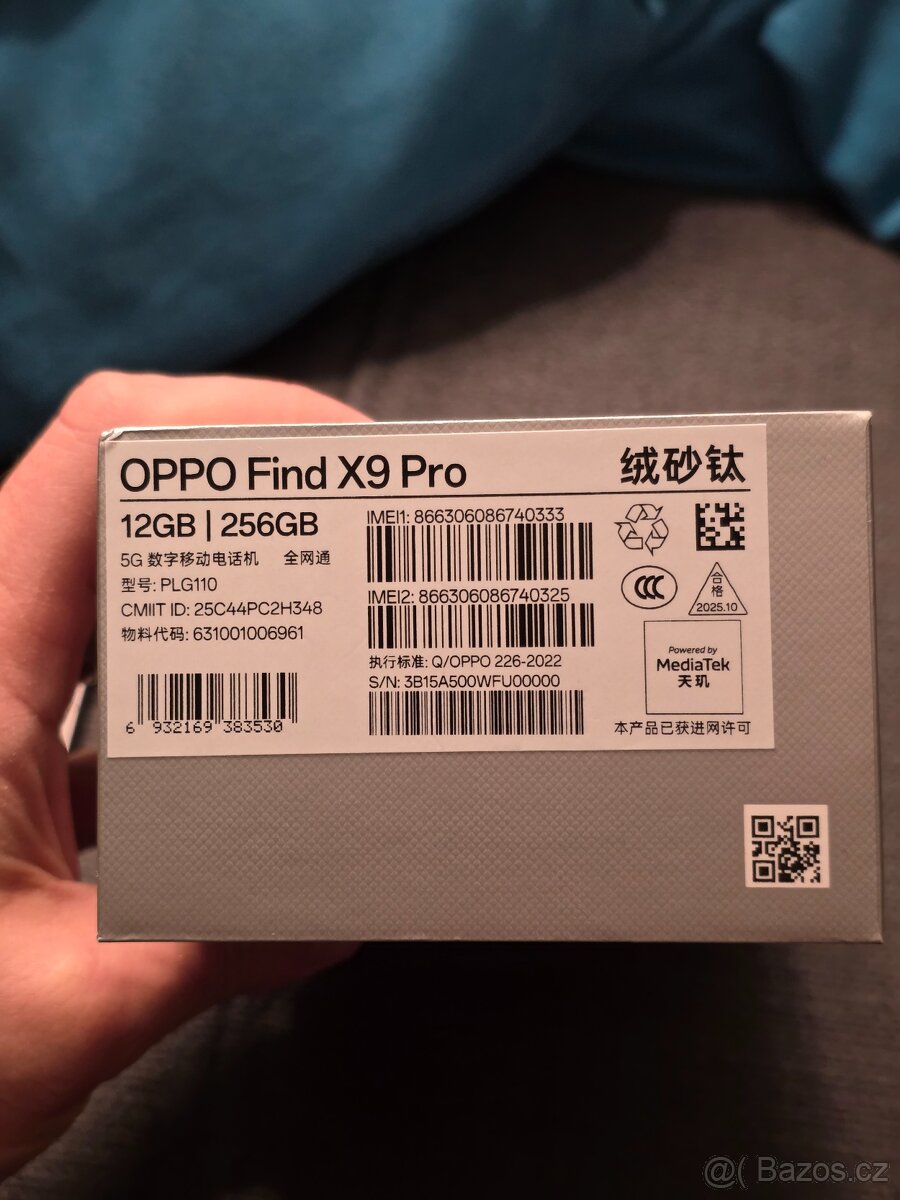 OPPO Find X9 Pro
绒砂钛
12GB | 256GB
5G 数字移动电话机 全网通
型号: PLG110
CMIIT ID: 25C44PC2H348
物料代码: 631001006961
6 932169 383530
IMEI1: 866306086740333
IMEI2: 866306086740325
执行标准: Q/OPPO 226-2022
S/N: 3B15A500WFU00000
CCC
合格
2025.10
Powered by
MediaTek
天玑
本产品已获进网许可
@( Bazos.cz